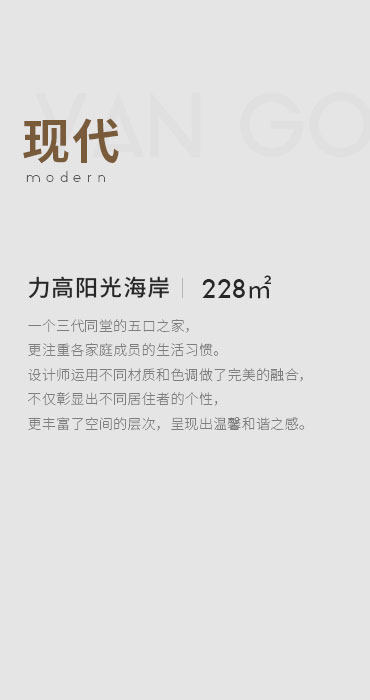 VAN GO
现代
modern
力高阳光海岸 | 228㎡
一个三代同堂的五口之家，
更注重各家庭成员的生活习惯。
设计师运用不同材质和色调做了完美的融合，
不仅彰显出不同居住者的个性，
更丰富了空间的层次，呈现出温馨和谐之感。